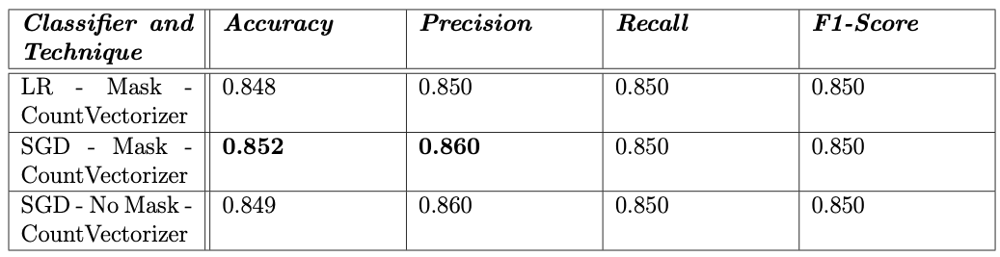 Classifier and Accuracy Precision Recall F1-Score
Technique
LR - Mask - 0.848 0.850 0.850 0.850
CountVectorizer
SGD - Mask - 0.852 0.860 0.850 0.850
CountVectorizer
SGD - No Mask - 0.849 0.860 0.850 0.850
CountVectorizer